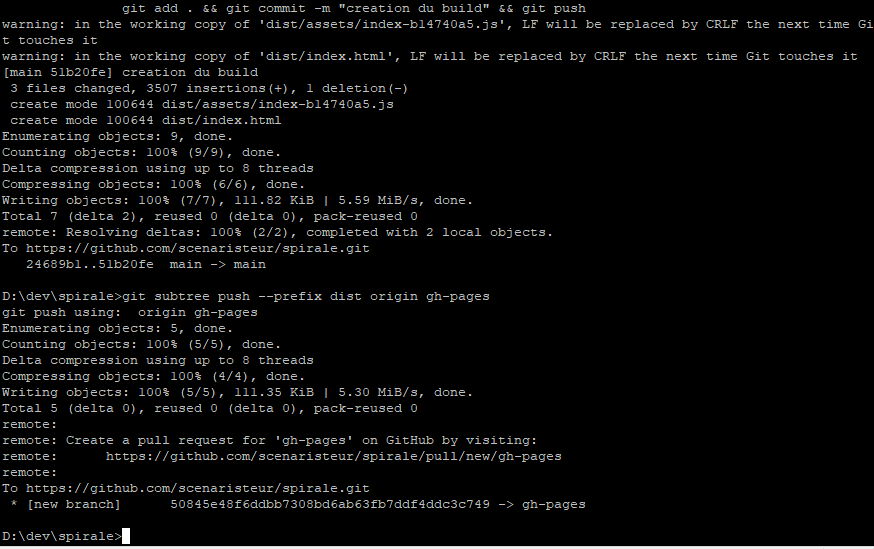 git add . && git commit -m "creation du build" && git push
warning: in the working copy of 'dist/assets/index-b14740a5.js', LF will be replaced by CRLF the next time Gi
t touches it
warning: in the working copy of 'dist/index.html', LF will be replaced by CRLF the next time Git touches it
[main 51b20fe] creation du build
 3 files changed, 3507 insertions(+), 1 deletion(-)
 create mode 100644 dist/assets/index-b14740a5.js
 create mode 100644 dist/index.html
Enumerating objects: 9, done.
Counting objects: 100% (9/9), done.
Delta compression using up to 8 threads
Compressing objects: 100% (6/6), done.
Writing objects: 100% (7/7), 111.82 KiB | 5.59 MiB/s, done.
Total 7 (delta 2), reused 0 (delta 0), pack-reused 0
remote: Resolving deltas: 100% (2/2), completed with 2 local objects.
To https://github.com/scenaristeur/spirale.git
   24689b1..51b20fe  main -> main
D:\dev\spirale>git subtree push --prefix dist origin gh-pages
git push using:  origin gh-pages
Enumerating objects: 5, done.
Counting objects: 100% (5/5), done.
Delta compression using up to 8 threads
Compressing objects: 100% (4/4), done.
Writing objects: 100% (5/5), 111.35 KiB | 5.30 MiB/s, done.
Total 5 (delta 0), reused 0 (delta 0), pack-reused 0
remote:
remote: Create a pull request for 'gh-pages' on GitHub by visiting:
remote:      https://github.com/scenaristeur/spirale/pull/new/gh-pages
remote:
To https://github.com/scenaristeur/spirale.git
 * [new branch]      50845e48f6ddbb7308bd6ab63fb7ddf4ddc3c749 -> gh-pages
D:\dev\spirale>